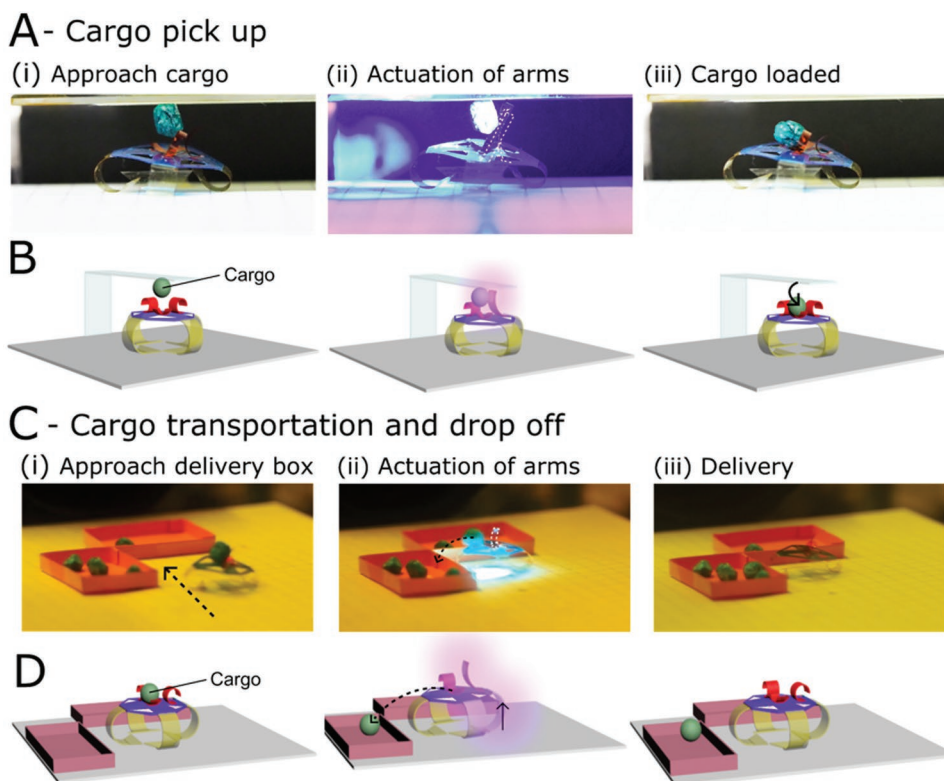 A - Cargo pick up
(i) Approach cargo
(ii) Actuation of arms
(iii) Cargo loaded
B
Cargo
C - Cargo transportation and drop off
(i) Approach delivery box
(ii) Actuation of arms
(iii) Delivery
D
Cargo